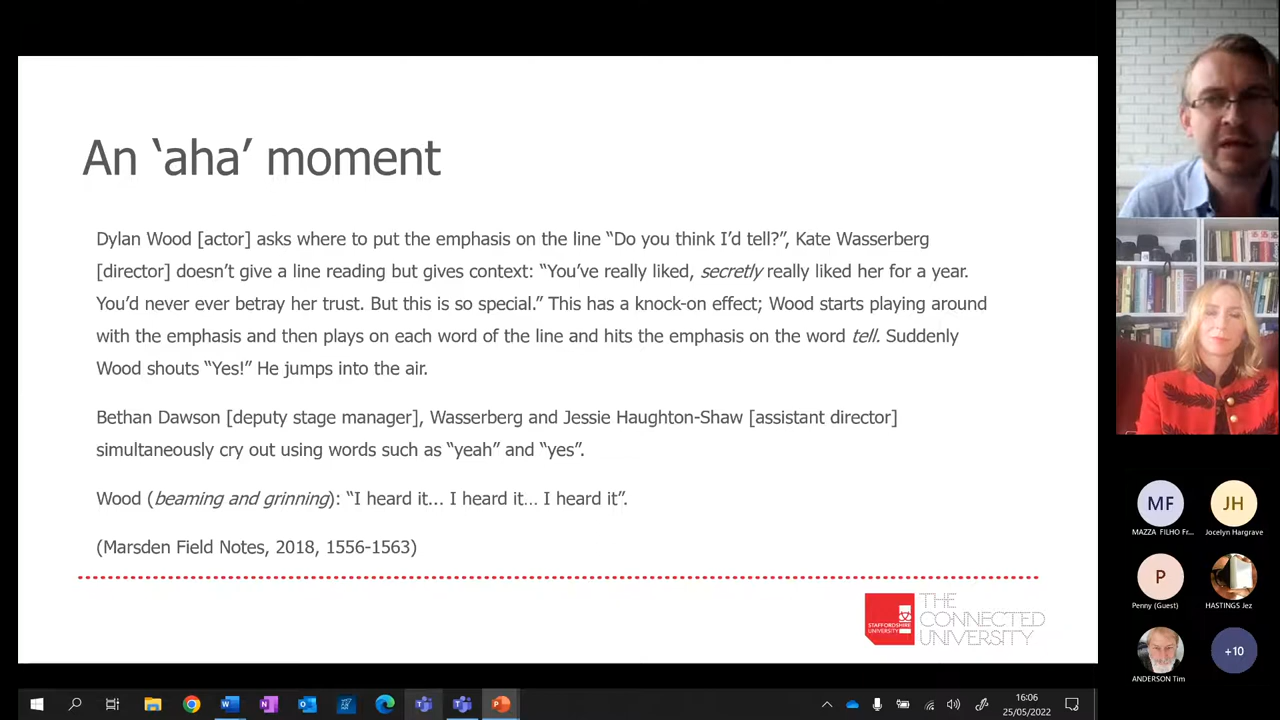 An ‘aha’ moment
Dylan Wood [actor] asks where to put the emphasis on the line “Do you think I’d tell?”, Kate Wasserberg
[director] doesn’t give a line reading but gives context: “You’ve really liked, secretly really liked her for a year.
You’d never ever betray her trust. But this is so special.” This has a knock-on effect; Wood starts playing around
with the emphasis and then plays on each word of the line and hits the emphasis on the word tell. Suddenly
Wood shouts “Yes!” He jumps into the air.
Bethan Dawson [deputy stage manager], Wasserberg and Jessie Haughton-Shaw [assistant director]
simultaneously cry out using words such as “yeah” and “yes”.
Wood (beaming and grinning): “I heard it... I heard it... I heard it”.
(Marsden Field Notes, 2018, 1556-1563)
STAFFORDSHIRE
UNIVERSITY
THE
CONNECTED
UNIVERSITY
MF
JH
MAZZA FILHO Fr...
Jocelyn Hargrave
P
Penny (Guest)
HASTINGS Jez
+10
ANDERSON Tim
16:06
25/05/2022